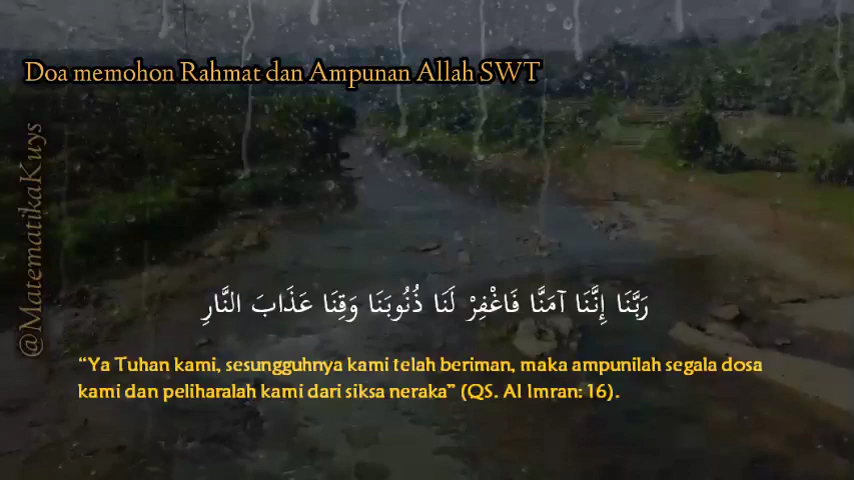 Doa memohon Rahmat dan Ampunan Allah SWT
@MatematikaKuys
رَبَّنَا إِنَّنَا آمَنَّا فَاغْفِرْ لَنَا ذُنُوبَنَا وَقِنَا عَذَابَ النَّارِ
“Ya Tuhan kami, sesungguhnya kami telah beriman, maka ampunilah segala dosa
kami dan peliharalah kami dari siksa neraka” (QS. Al Imran: 16).